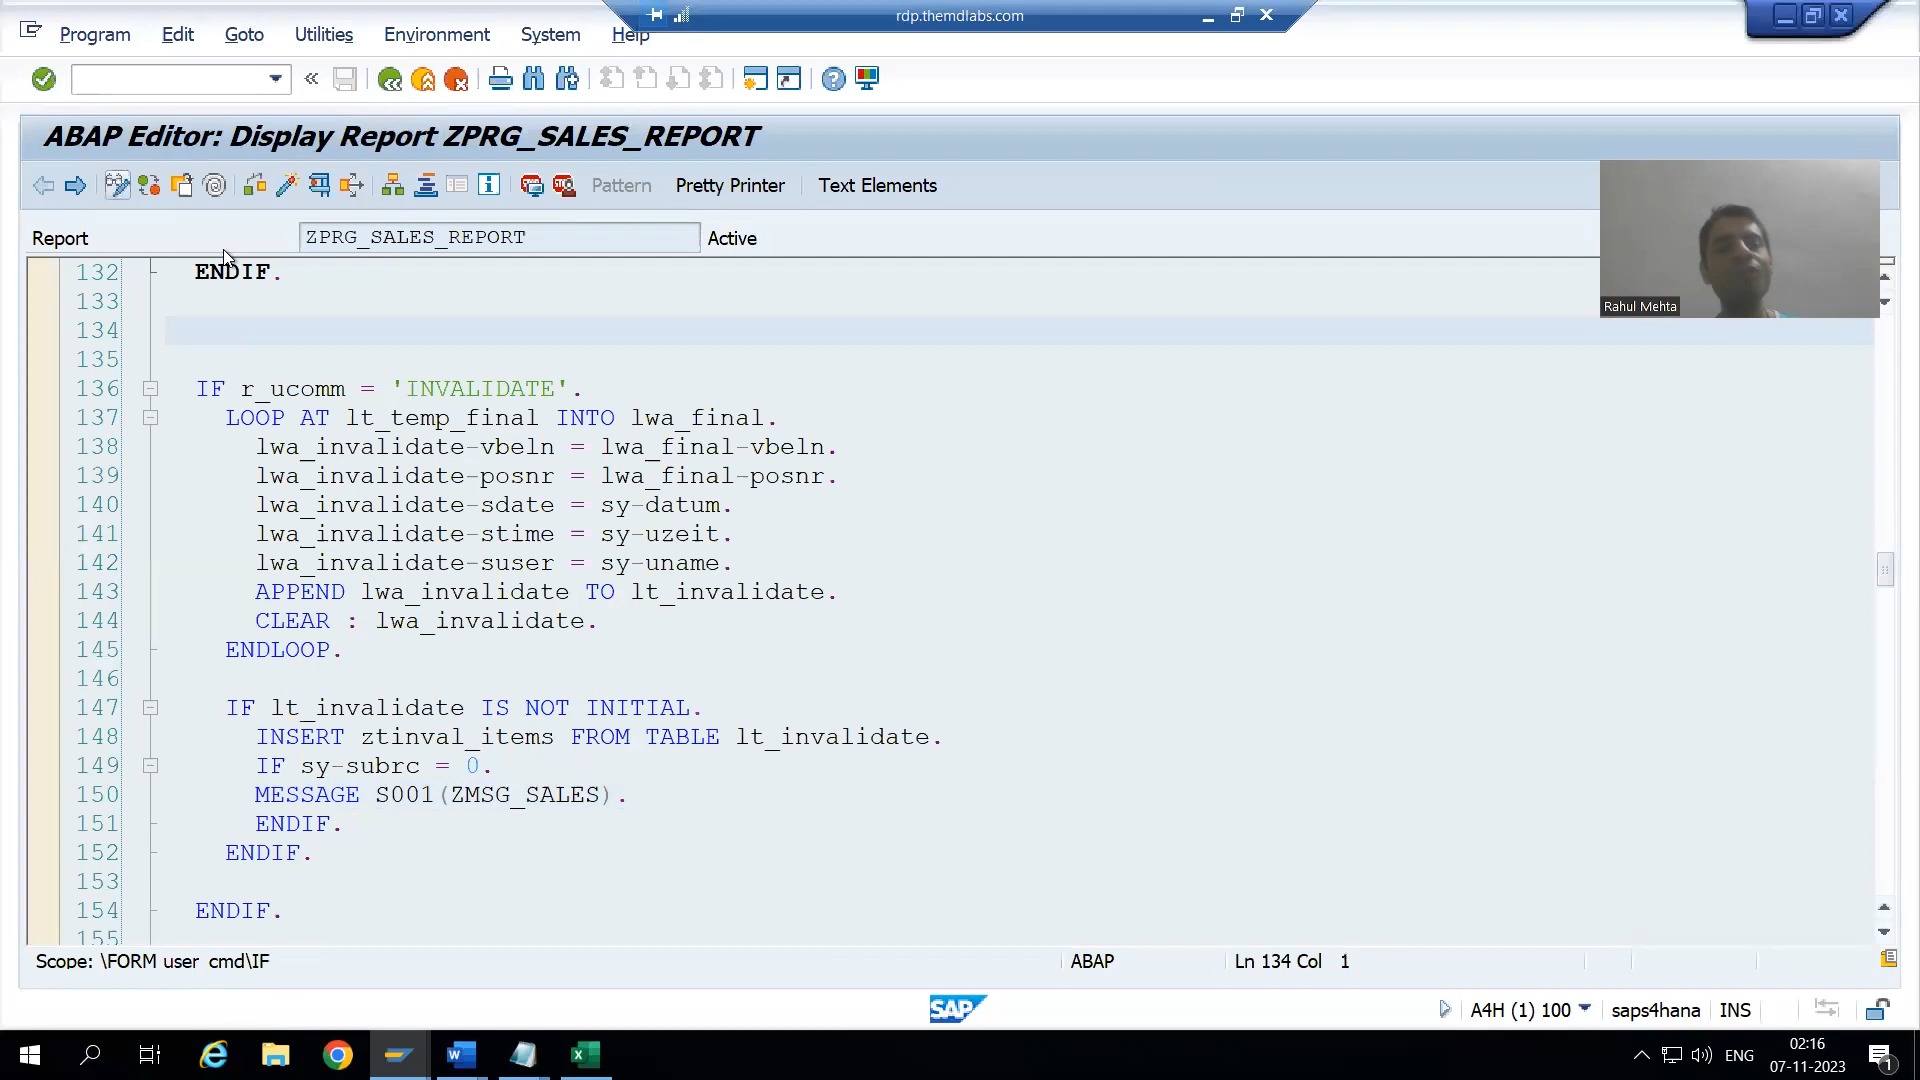 rdp.themdlabs.com
Program Edit Goto Utilities Environment System Help
ABAP Editor: Display Report ZPRG_SALES_REPORT
Pattern Pretty Printer Text Elements
Report ZPRG_SALES_REPORT Active
Rahul Mehta
132 ENDIF.
133
134
135
136 IF r_ucomm = 'INVALIDATE'.
137 LOOP AT lt_temp_final INTO lwa_final.
138 lwa_invalidate-vbeln = lwa_final-vbeln.
139 lwa_invalidate-posnr = lwa_final-posnr.
140 lwa_invalidate-sdate = sy-datum.
141 lwa_invalidate-stime = sy-uzeit.
142 lwa_invalidate-suser = sy-uname.
143 APPEND lwa_invalidate TO lt_invalidate.
144 CLEAR : lwa_invalidate.
145 ENDLOOP.
146
147 IF lt_invalidate IS NOT INITIAL.
148 INSERT ztinval_items FROM TABLE lt_invalidate.
149 IF sy-subrc = 0.
150 MESSAGE S001(ZMSG_SALES).
151 ENDIF.
152 ENDIF.
153
154 ENDIF.
155
Scope: \FORM user_cmd\IF ABAP Ln 134 Col 1
SAP A4H (1) 100 saps4hana INS
ENG 02:16
07-11-2023 1